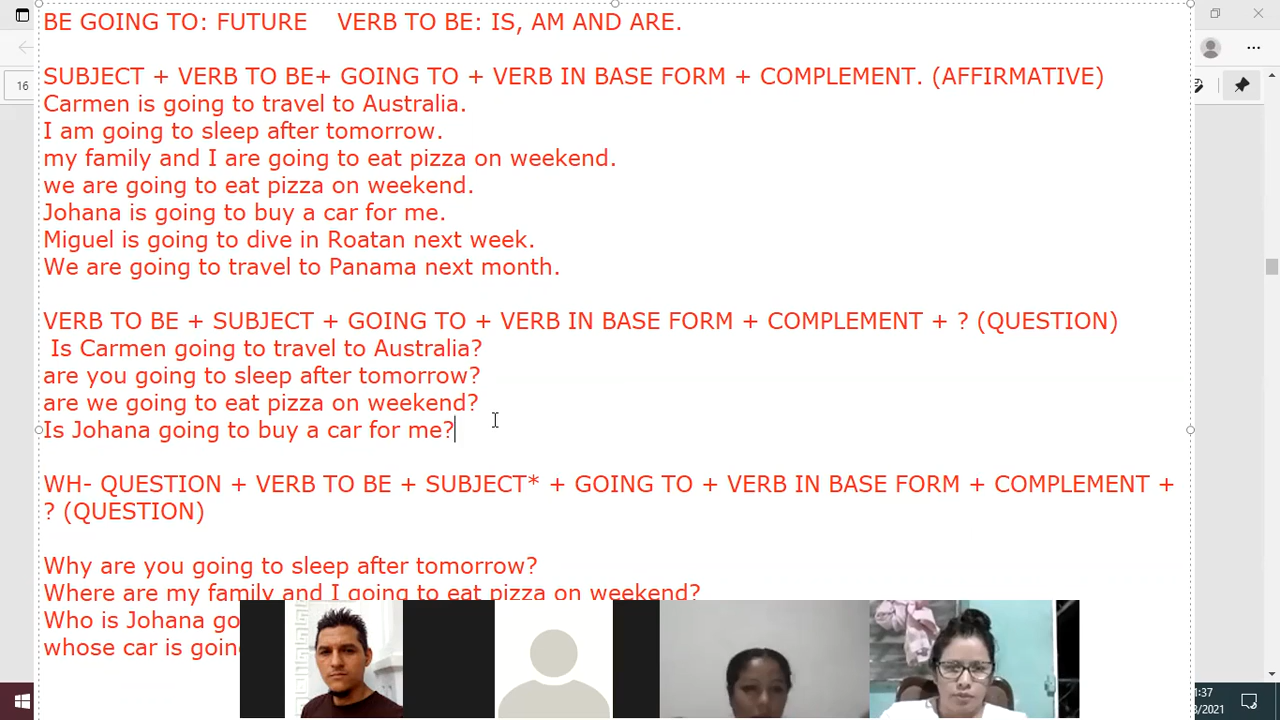 BE GOING TO: FUTURE    VERB TO BE: IS, AM AND ARE.
SUBJECT + VERB TO BE+ GOING TO + VERB IN BASE FORM + COMPLEMENT. (AFFIRMATIVE)
16
Carmen is going to travel to Australia.
I am going to sleep after tomorrow.
my family and I are going to eat pizza on weekend.
we are going to eat pizza on weekend.
Johana is going to buy a car for me.
Miguel is going to dive in Roatan next week.
We are going to travel to Panama next month.
VERB TO BE + SUBJECT + GOING TO + VERB IN BASE FORM + COMPLEMENT + ? (QUESTION)
Is Carmen going to travel to Australia?
are you going to sleep after tomorrow?
are we going to eat pizza on weekend?
Is Johana going to buy a car for me?
WH- QUESTION + VERB TO BE + SUBJECT* + GOING TO + VERB IN BASE FORM + COMPLEMENT +
? (QUESTION)
Why are you going to sleep after tomorrow?
Where are my family and I going to eat pizza on weekend?
Who is Johana
whose car is